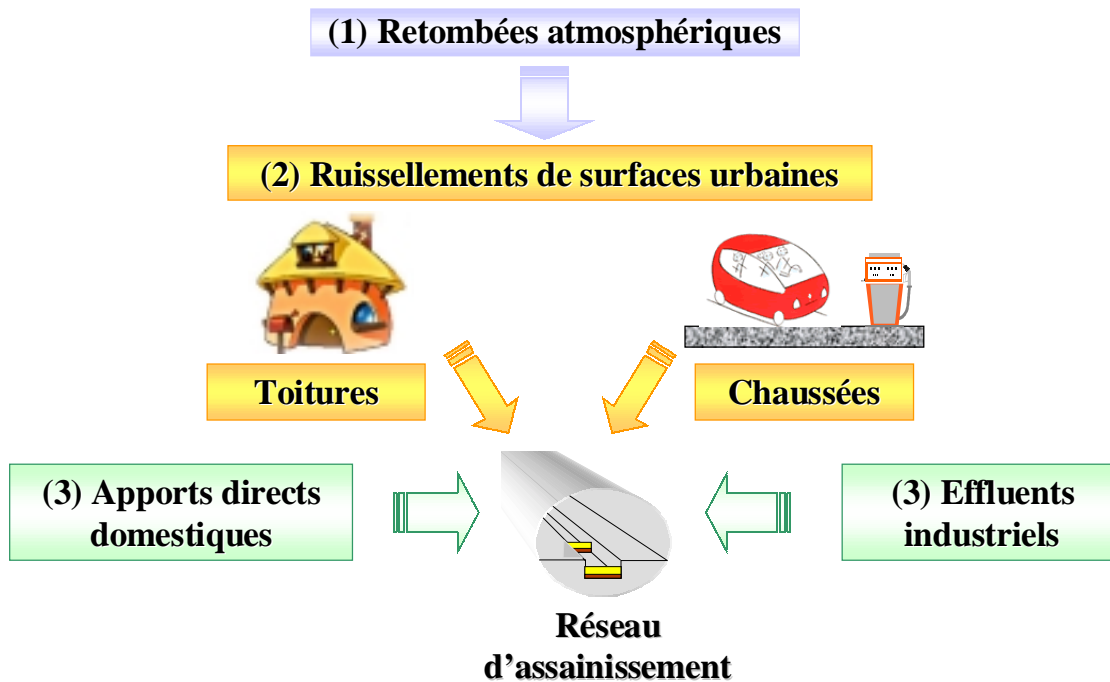 (1) Retombées atmosphériques
(2) Ruissellements de surfaces urbaines
Toitures
Chaussées
(3) Apports directs
domestiques
(3) Effluents
industriels
Réseau
d’assainissement